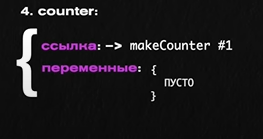 4. counter:
{ ссылка: –> makeCounter #1
переменные: {
ПУСТО
}